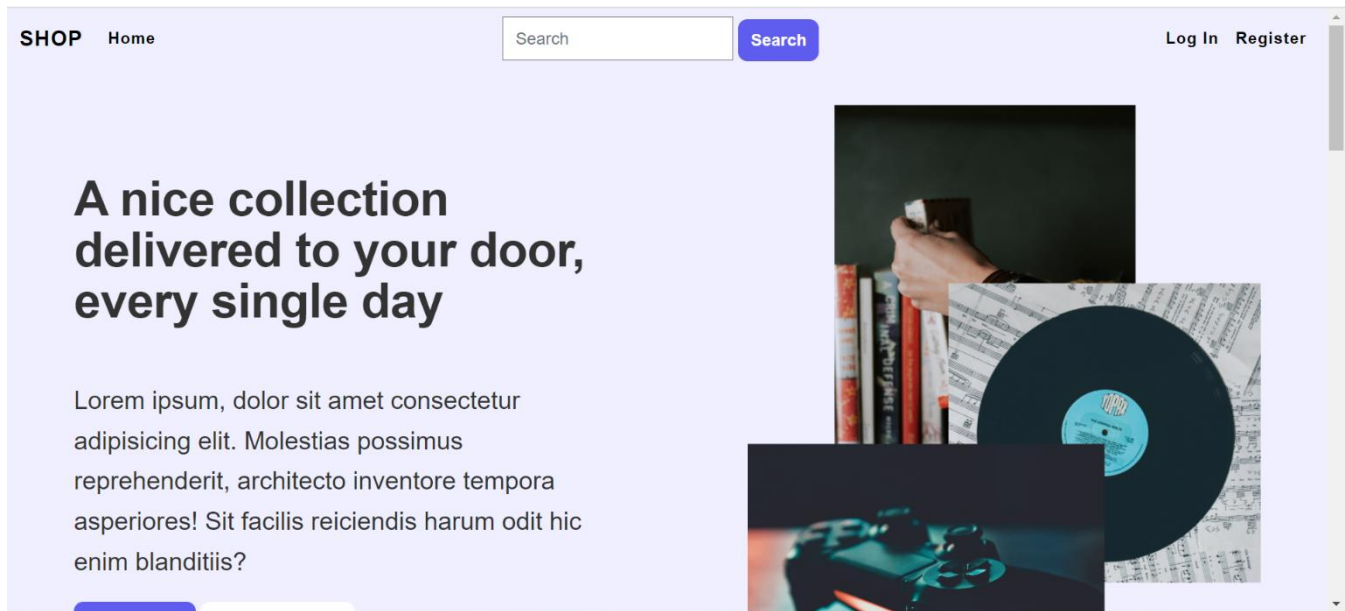 SHOP Home Search Search Log In Register
A nice collection
delivered to your door,
every single day
Lorem ipsum, dolor sit amet consectetur
adipisicing elit. Molestias possimus
reprehenderit, architecto inventore tempora
asperiores! Sit facilis reiciendis harum odit hic
enim blanditiis?